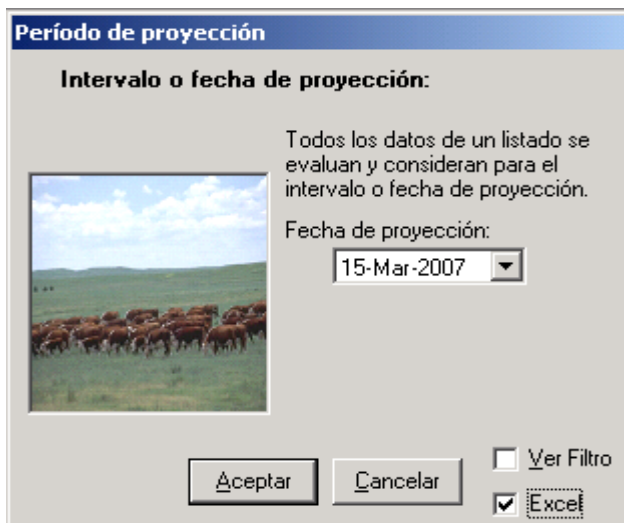 Período de proyección
Intervalo o fecha de proyección:
Todos los datos de un listado se
evaluan y consideran para el
intervalo o fecha de proyección.
Fecha de proyección:
15-Mar-2007
Aceptar
Cancelar
Ver Filtro
Excel